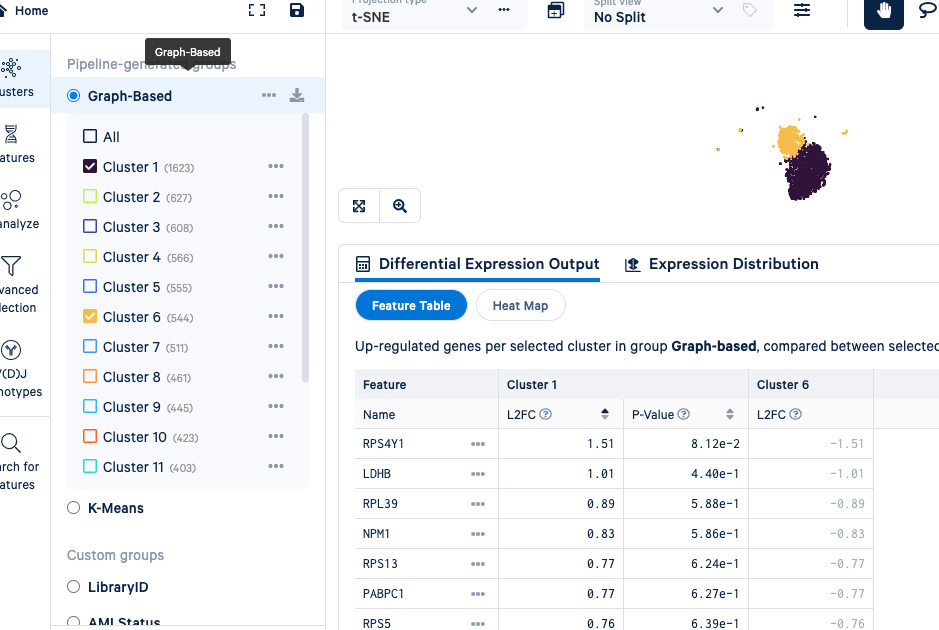 Home
Projection type
t-SNE
Split View
No Split
Graph-Based
Pipeline-generated groups
Graph-Based
All
Cluster 1 (1623)
Cluster 2 (627)
Cluster 3 (608)
Cluster 4 (566)
Cluster 5 (555)
Cluster 6 (544)
Cluster 7 (511)
Cluster 8 (461)
Cluster 9 (445)
Cluster 10 (423)
Cluster 11 (403)
K-Means
Custom groups
LibraryID
AML Status
usters
atures
analyze
vanced
lection
(D)J
notypes
rch for
atures
Differential Expression Output
Expression Distribution
Feature Table
Heat Map
Up-regulated genes per selected cluster in group Graph-based, compared between selected
Feature Cluster 1 Cluster 6
Name L2FC P-Value L2FC
RPS4Y1 1.51 8.12e-2 -1.51
LDHB 1.01 4.40e-1 -1.01
RPL39 0.89 5.88e-1 -0.89
NPM1 0.83 5.86e-1 -0.83
RPS13 0.77 6.24e-1 -0.77
PABPC1 0.77 6.27e-1 -0.77
RPS5 0.76 6.39e-1 -0.76